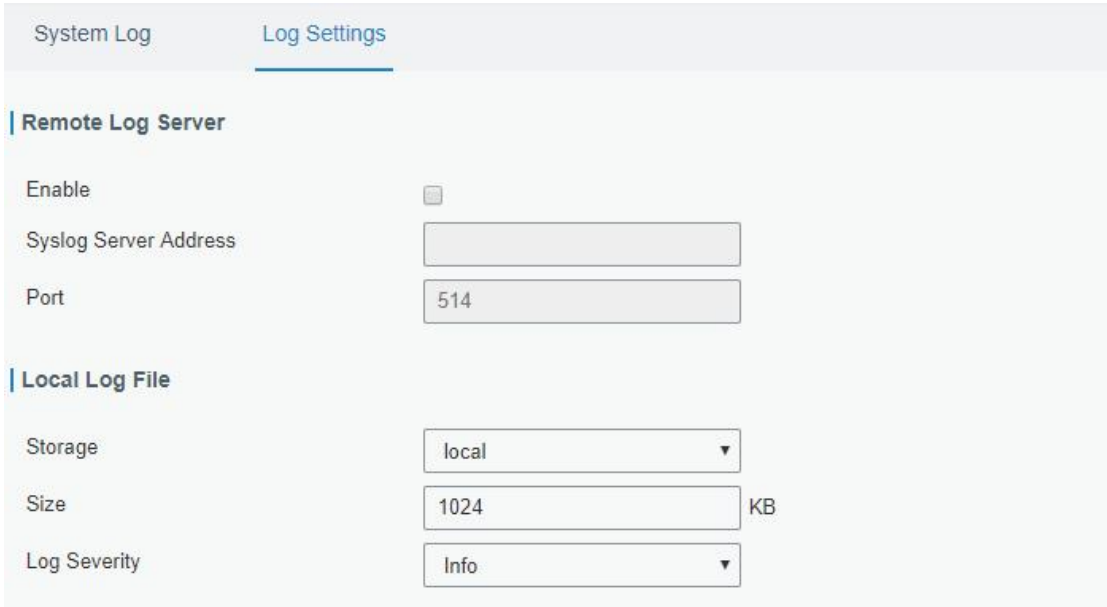 System Log Log Settings
Remote Log Server
Enable
Syslog Server Address
Port 514
Local Log File
Storage local
Size 1024 KB
Log Severity Info